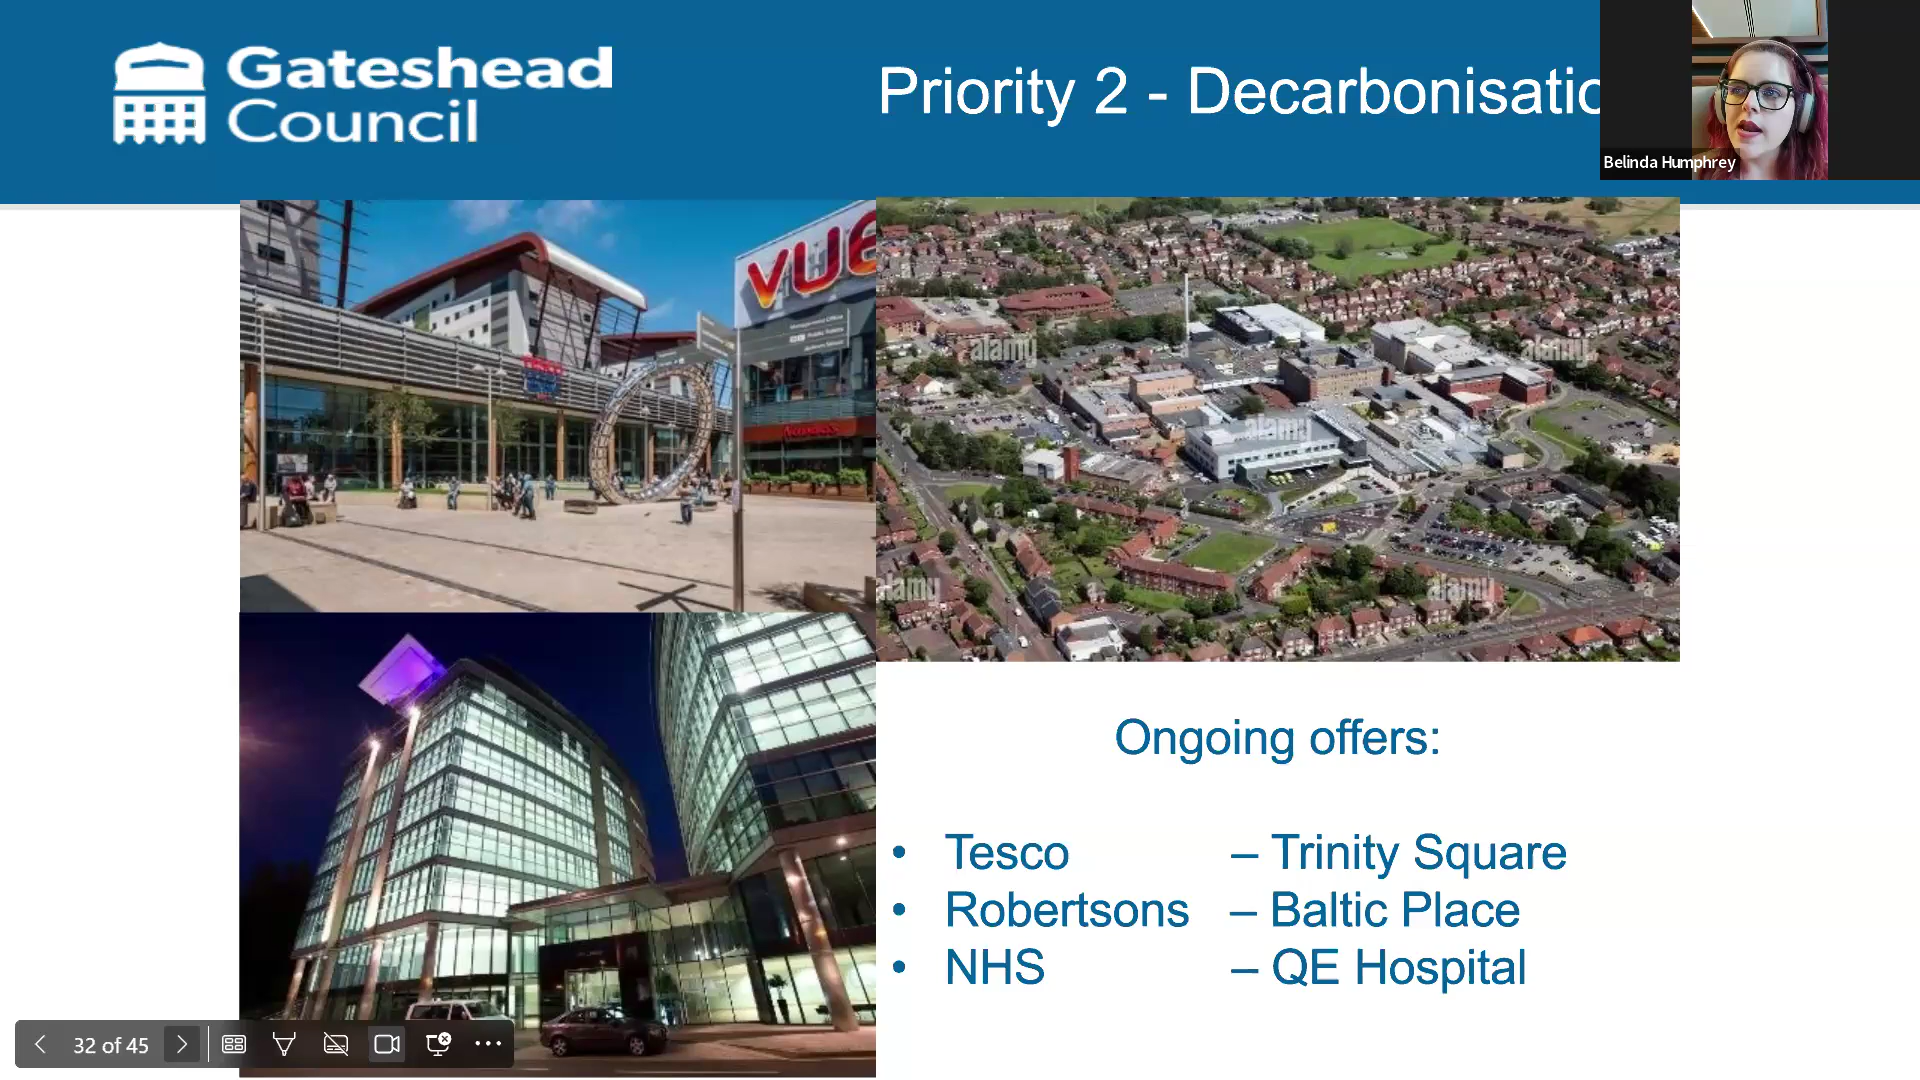 Gateshead
Council
Priority 2 - Decarbonisatio
Belinda Humphrey
vue
alamy
alamy
alamy
alamy
alamy
Ongoing offers:
• Tesco – Trinity Square
• Robertsons – Baltic Place
• NHS – QE Hospital
32 of 45